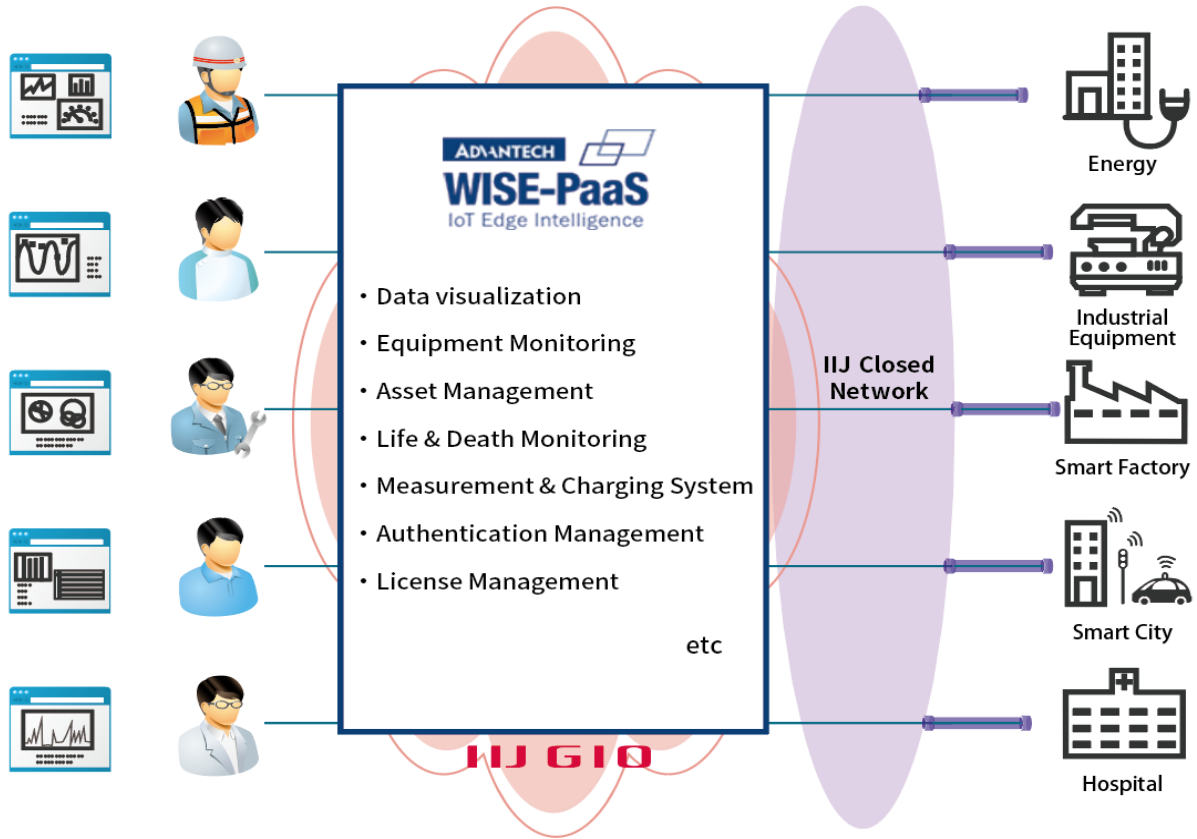 ADVANTECH
WISE-PaaS
IoT Edge Intelligence
・Data visualization
・Equipment Monitoring
・Asset Management
・Life & Death Monitoring
・Measurement & Charging System
・Authentication Management
・License Management
etc
IIJ GIO
IIJ Closed
Network
Energy
Industrial
Equipment
Smart Factory
Smart City
Hospital